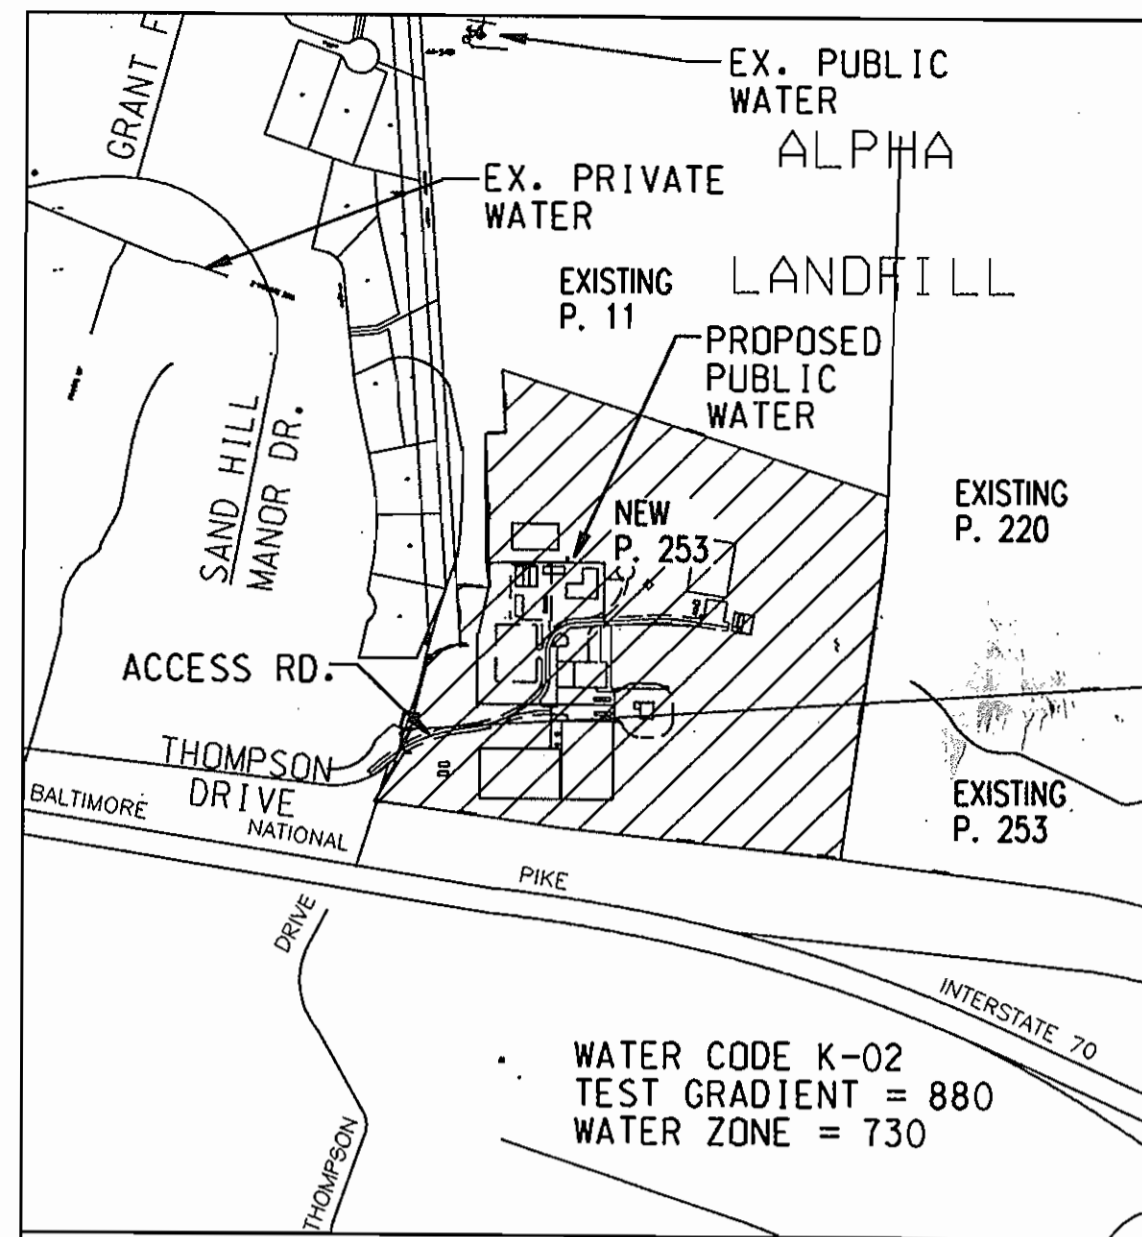 GRANT F
EX. PUBLIC
WATER
ALPHA
EX. PRIVATE
WATER
EXISTING
P. 11
LANDFILL
PROPOSED
PUBLIC
WATER
SAND HILL
MANOR DR.
NEW
P. 253
EXISTING
P. 220
ACCESS RD.
THOMPSON
DRIVE
BALTIMORE
NATIONAL
PIKE
EXISTING
P. 253
DRIVE
THOMPSON
INTERSTATE 70
WATER CODE K-02
TEST GRADIENT = 880
WATER ZONE = 730